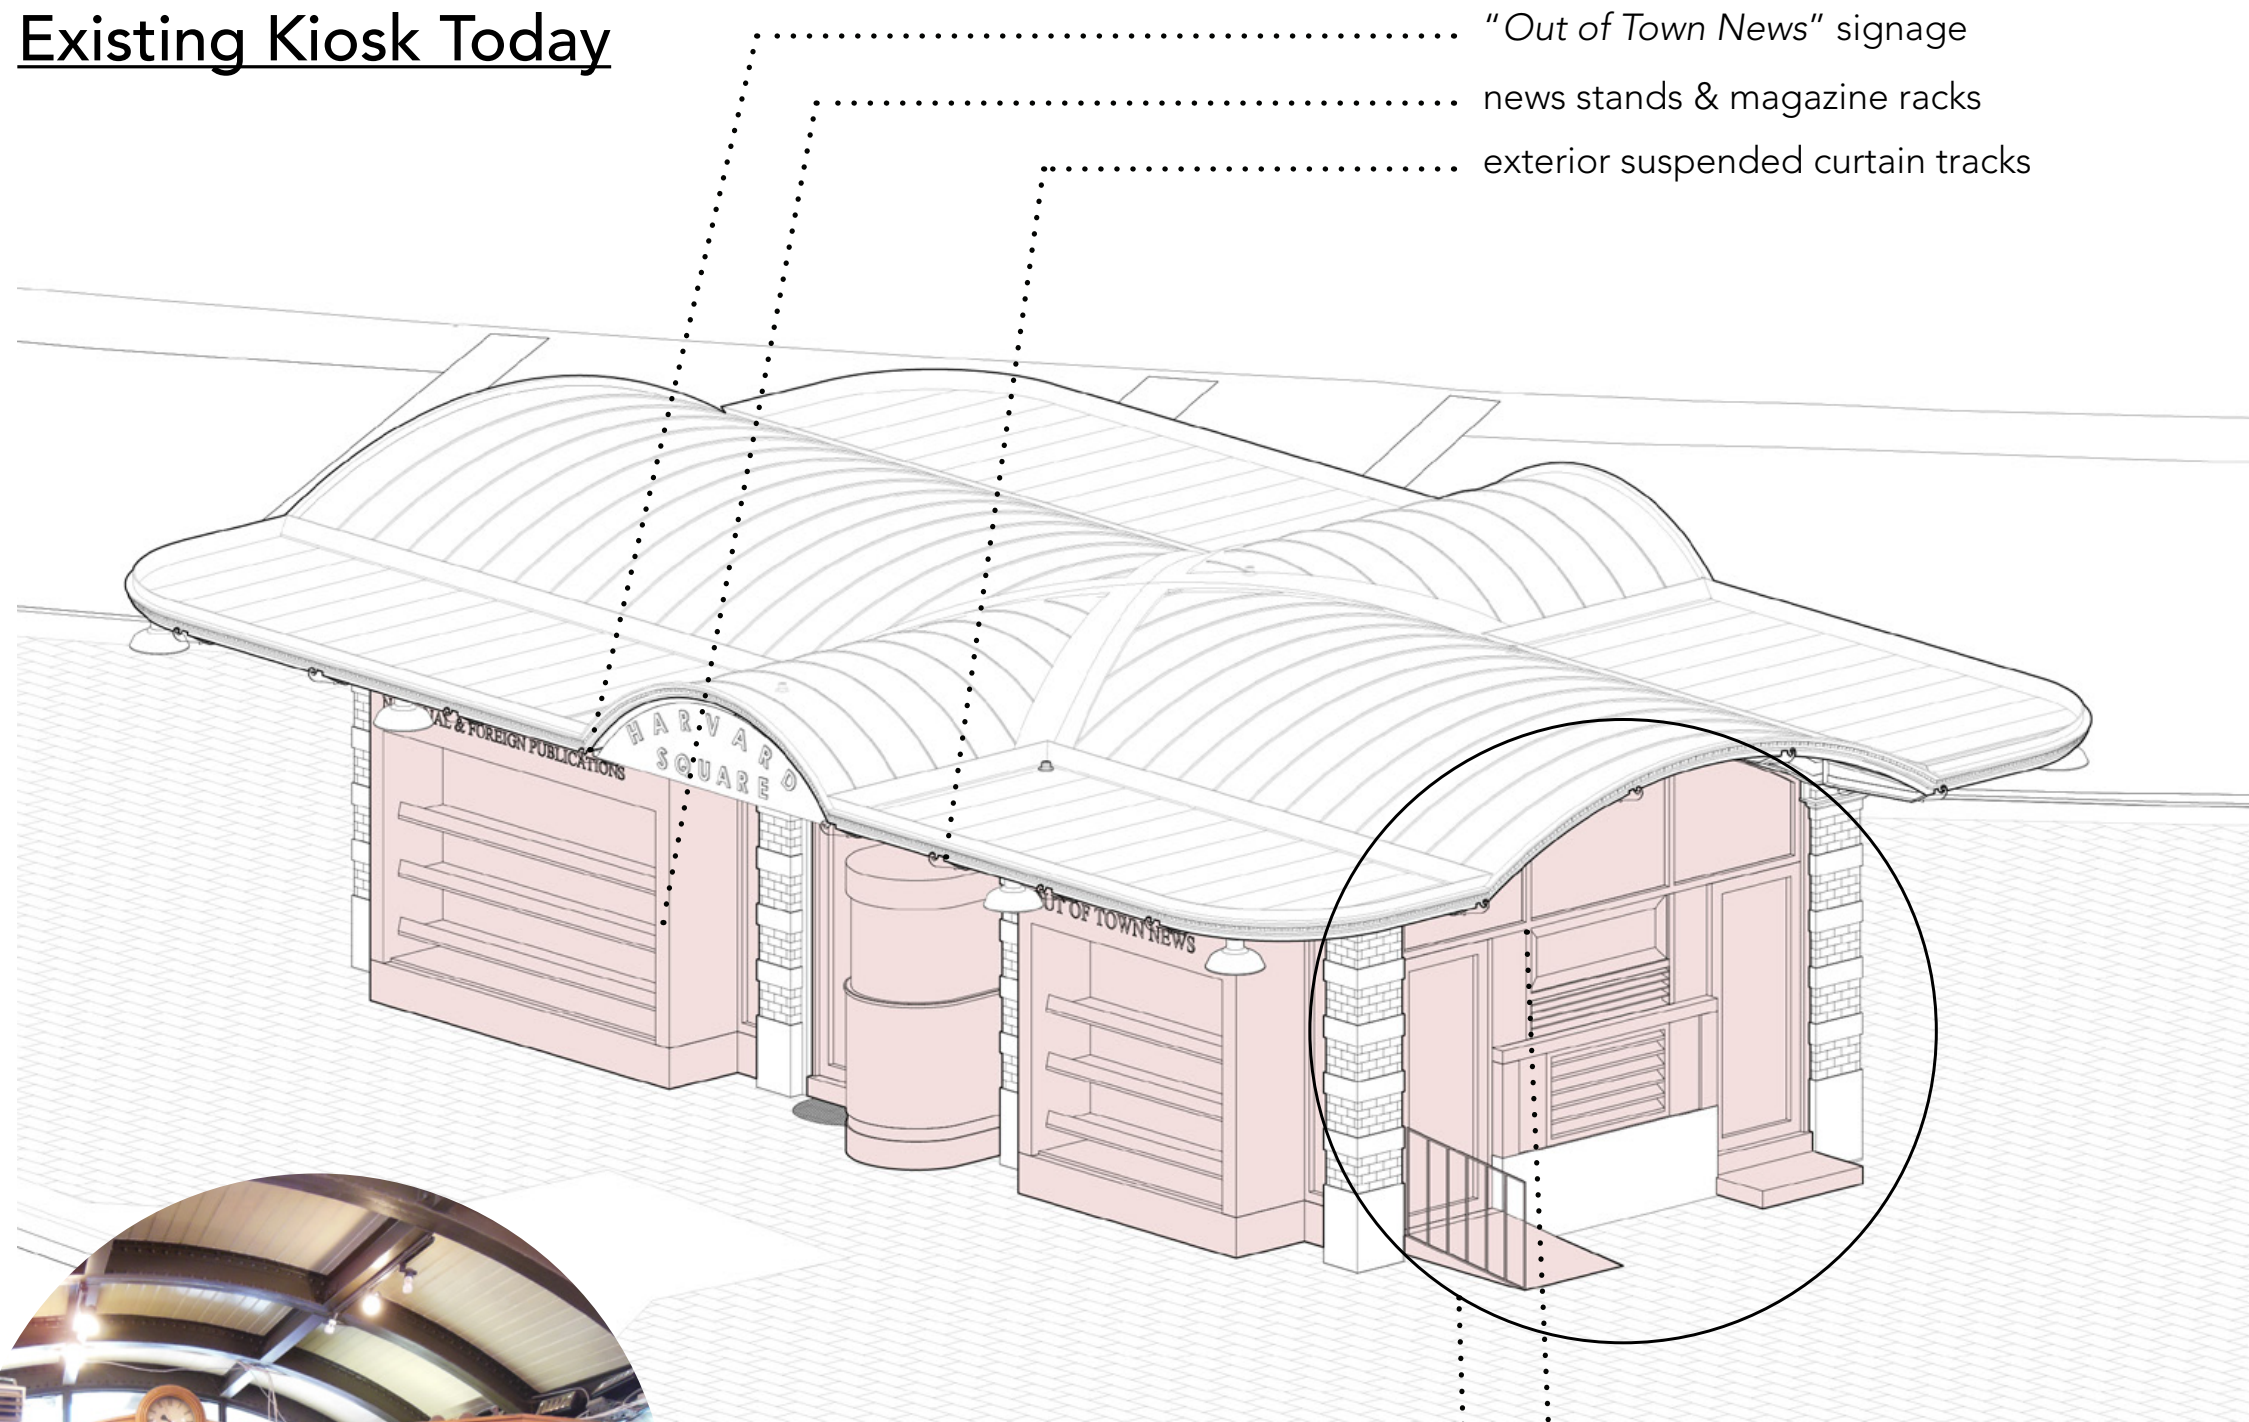 Existing Kiosk Today
“Out of Town News” signage
news stands & magazine racks
exterior suspended curtain tracks
HARVARD
SQUARE
& FOREIGN PUBLICATIONS
OF TOWN NEWS